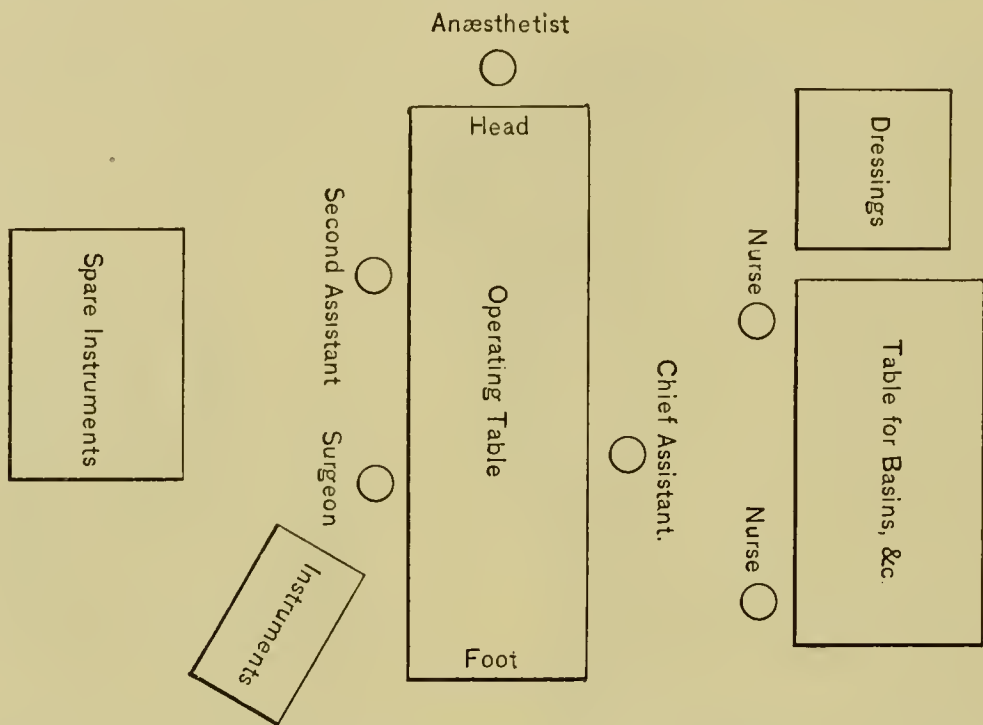 Anæsthetist
Head
Dressings
Second Assistant
Nurse
Spare Instruments
Operating Table
Table for Basins, &c.
Chief Assistant.
Surgeon
Nurse
Instruments
Foot